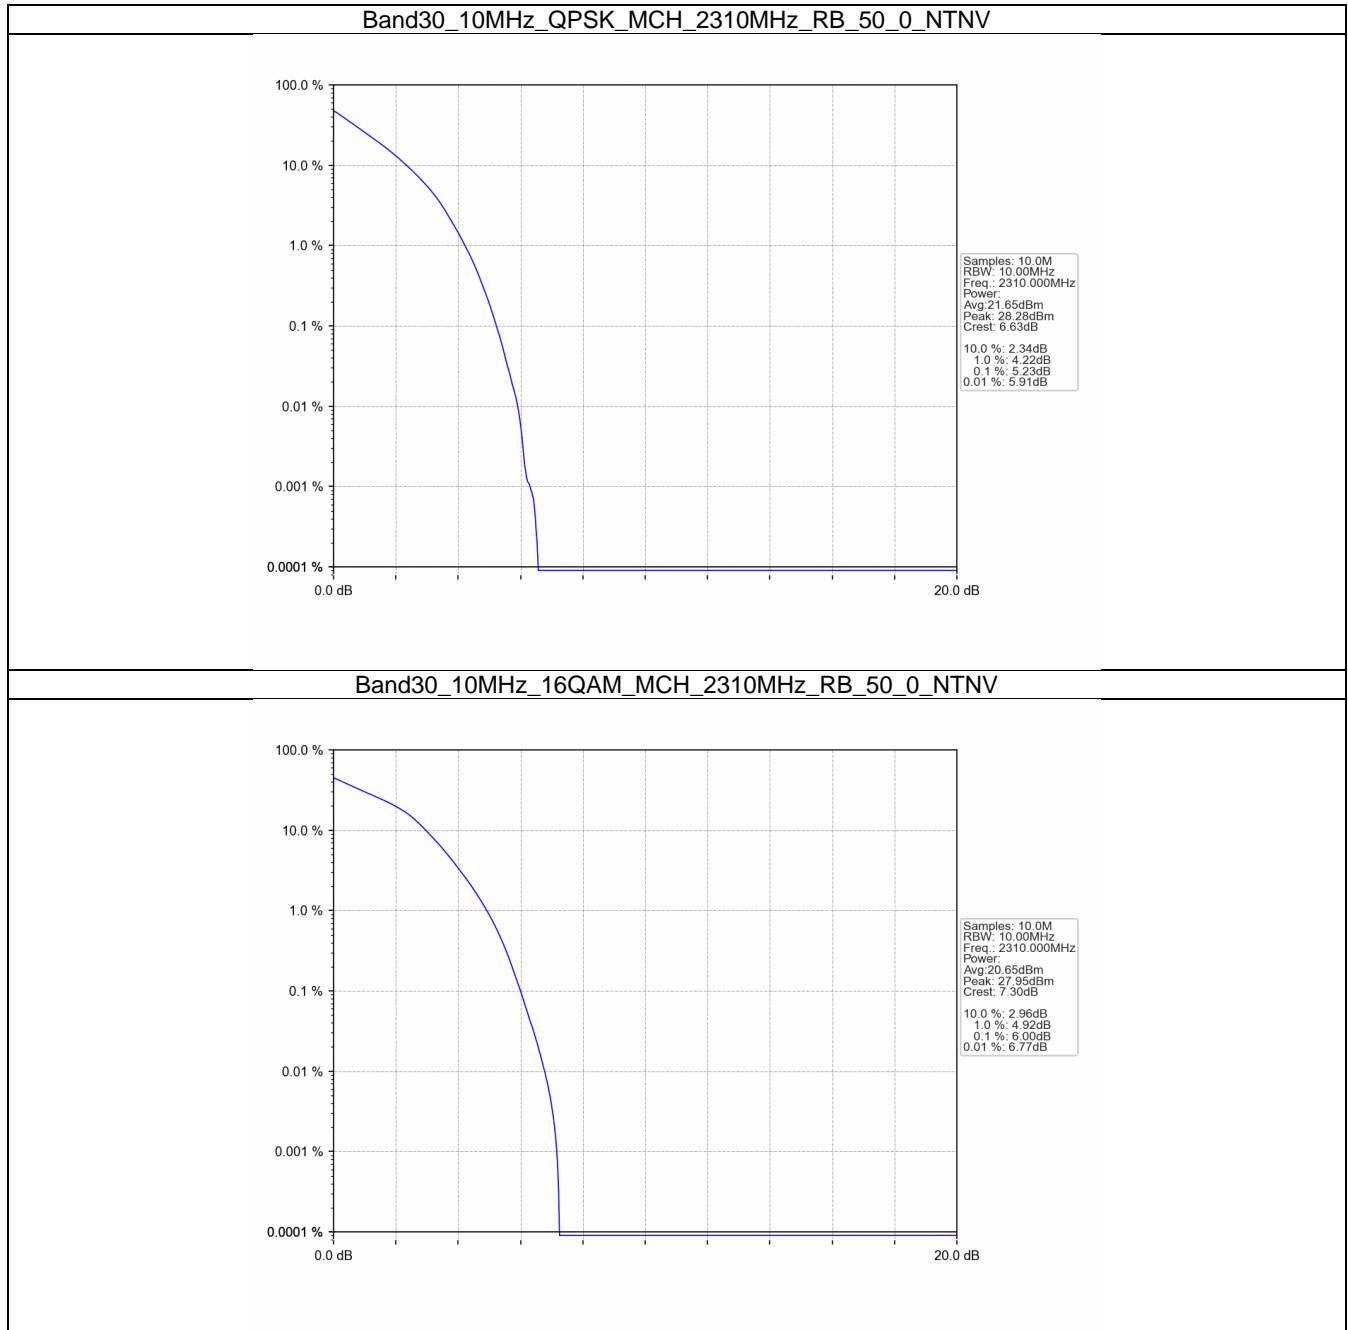 Band30_10MHz_QPSK_MCH_2310MHz_RB_50_0_NTNV
100.0 %
10.0 %
1.0 %
0.1 %
0.01 %
0.001 %
0.0001 %
0.0 dB
20.0 dB
Samples: 10.0M
RBW: 10.00MHz
Freq.: 2310.000MHz
Power:
Avg:21.65dBm
Peak: 28.28dBm
Crest: 6.63dB
10.0 %: 2.34dB
1.0 %: 4.22dB
0.1 %: 5.23dB
0.01 %: 5.91dB
Band30_10MHz_16QAM_MCH_2310MHz_RB_50_0_NTNV
100.0 %
10.0 %
1.0 %
0.1 %
0.01 %
0.001 %
0.0001 %
0.0 dB
20.0 dB
Samples: 10.0M
RBW: 10.00MHz
Freq.: 2310.000MHz
Power:
Avg:20.65dBm
Peak: 27.95dBm
Crest: 7.30dB
10.0 %: 2.96dB
1.0 %: 4.92dB
0.1 %: 6.00dB
0.01 %: 6.77dB